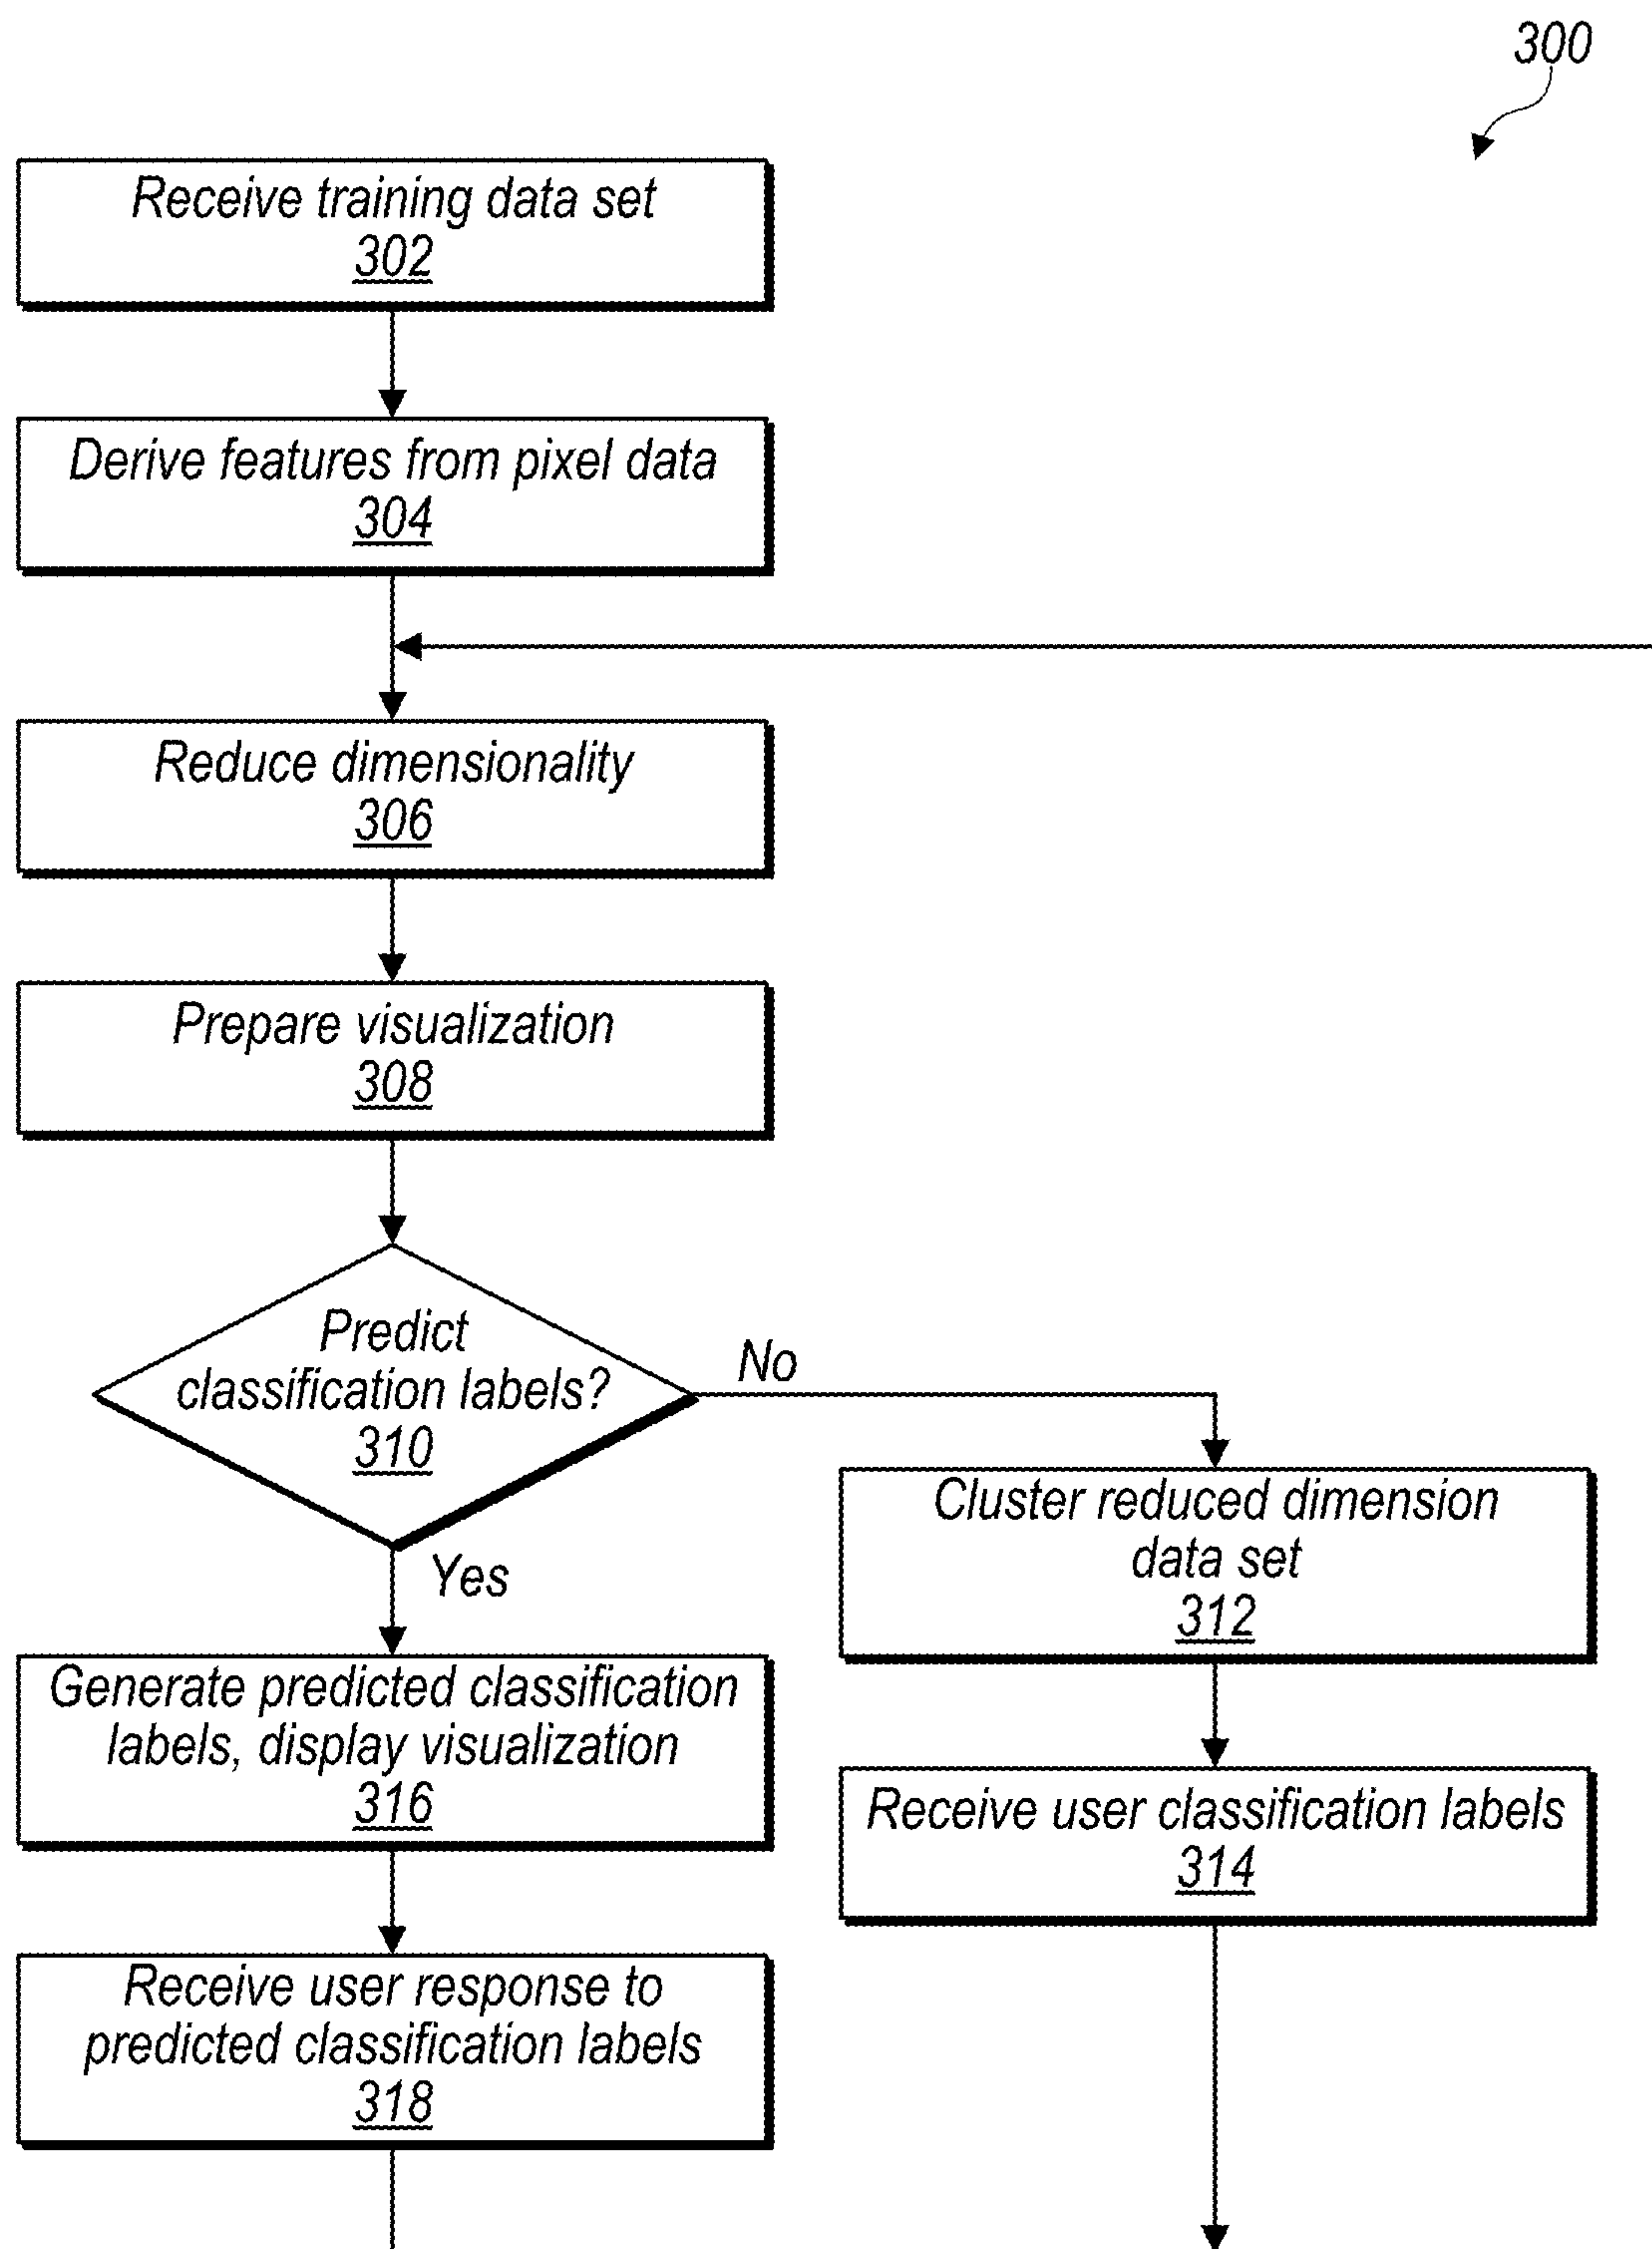 300
Receive training data set
302
Derive features from pixel data
304
Reduce dimensionality
306
Prepare visualization
308
Predict
classification labels?
310
No
Yes
Cluster reduced dimension
data set
312
Generate predicted classification
labels, display visualization
316
Receive user classification labels
314
Receive user response to
predicted classification labels
318